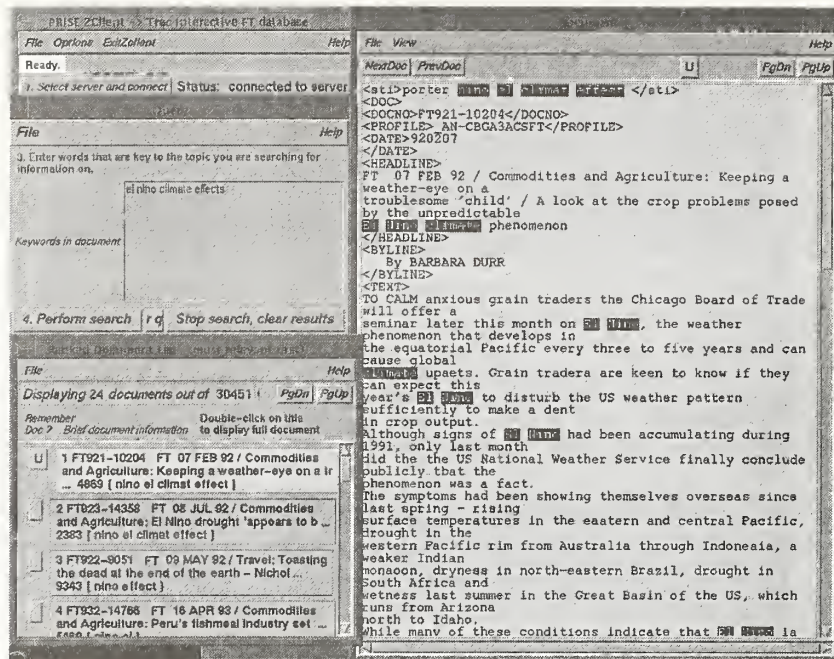 PRISE ZClient -> Trec Interactive FT database
File Options ExitZclient Help
Ready.
1. Select server and connect Status: connected to server
File Help
3. Enter words that are key to the topic you are searching for
information on.
el nino climate effects
Keywords in document
4. Perform search r q Stop search, clear results
Ranked Document List
File Help
Displaying 24 documents out of 30451 PgDn PgUp
Remember Double-click on title
Doc ? Brief document information to display full document
U 1 FT921-10204 FT 07 FEB 92 / Commodities
and Agriculture: Keeping a weather-eye on a tr
... 4869 [ nino el climat effect ]
2 FT923-14358 FT 08 JUL 92 / Commodities
and Agriculture: El Nino drought 'appears to b ...
2383 [ nino el climat effect ]
3 FT922-9051 FT 09 MAY 92 / Travel: Toasting
the dead at the end of the earth - Nichol ...
9343 [ nino effect ]
4 FT932-14766 FT 16 APR 93 / Commodities
and Agriculture: Peru's fishmeal industry set ...
[ nino el ]
File View Help
NextDoc PrevDoc U PgDn PgUp
<sti>porter nino el climat effect </sti>
<DOC>
<DOCNO>FT921-10204</DOCNO>
<PROFILE> AN-CBGA3ACSFT</PROFILE>
<DATE>920207
</DATE>
<HEADLINE>
FT 07 FEB 92 / Commodities and Agriculture: Keeping a
weather-eye on a
troublesome 'child' / A look at the crop problems posed
by the unpredictable
El Nino climate phenomenon
</HEADLINE>
<BYLINE>
By BARBARA DURR
</BYLINE>
<TEXT>
TO CALM anxious grain traders the Chicago Board of Trade
will offer a
seminar later this month on El Nino, the weather
phenomenon that develops in
the equatorial Pacific every three to five years and can
cause global
climate upsets. Grain traders are keen to know if they
can expect this
year's El Nino to disturb the US weather pattern
sufficiently to make a dent
in crop output.
Although signs of El Nino had been accumulating during
1991, only last month
did the the US National Weather Service finally conclude
publicly that the
phenomenon was a fact.
The symptoms had been showing themselves overseas since
last spring - rising
surface temperatures in the eastern and central Pacific,
drought in the
western Pacific rim from Australia through Indonesia, a
weaker Indian
monsoon, dryness in north-eastern Brazil, drought in
South Africa and
wetness last summer in the Great Basin of the US, which
runs from Arizona
north to Idaho,
While many of these conditions indicate that El Nino is